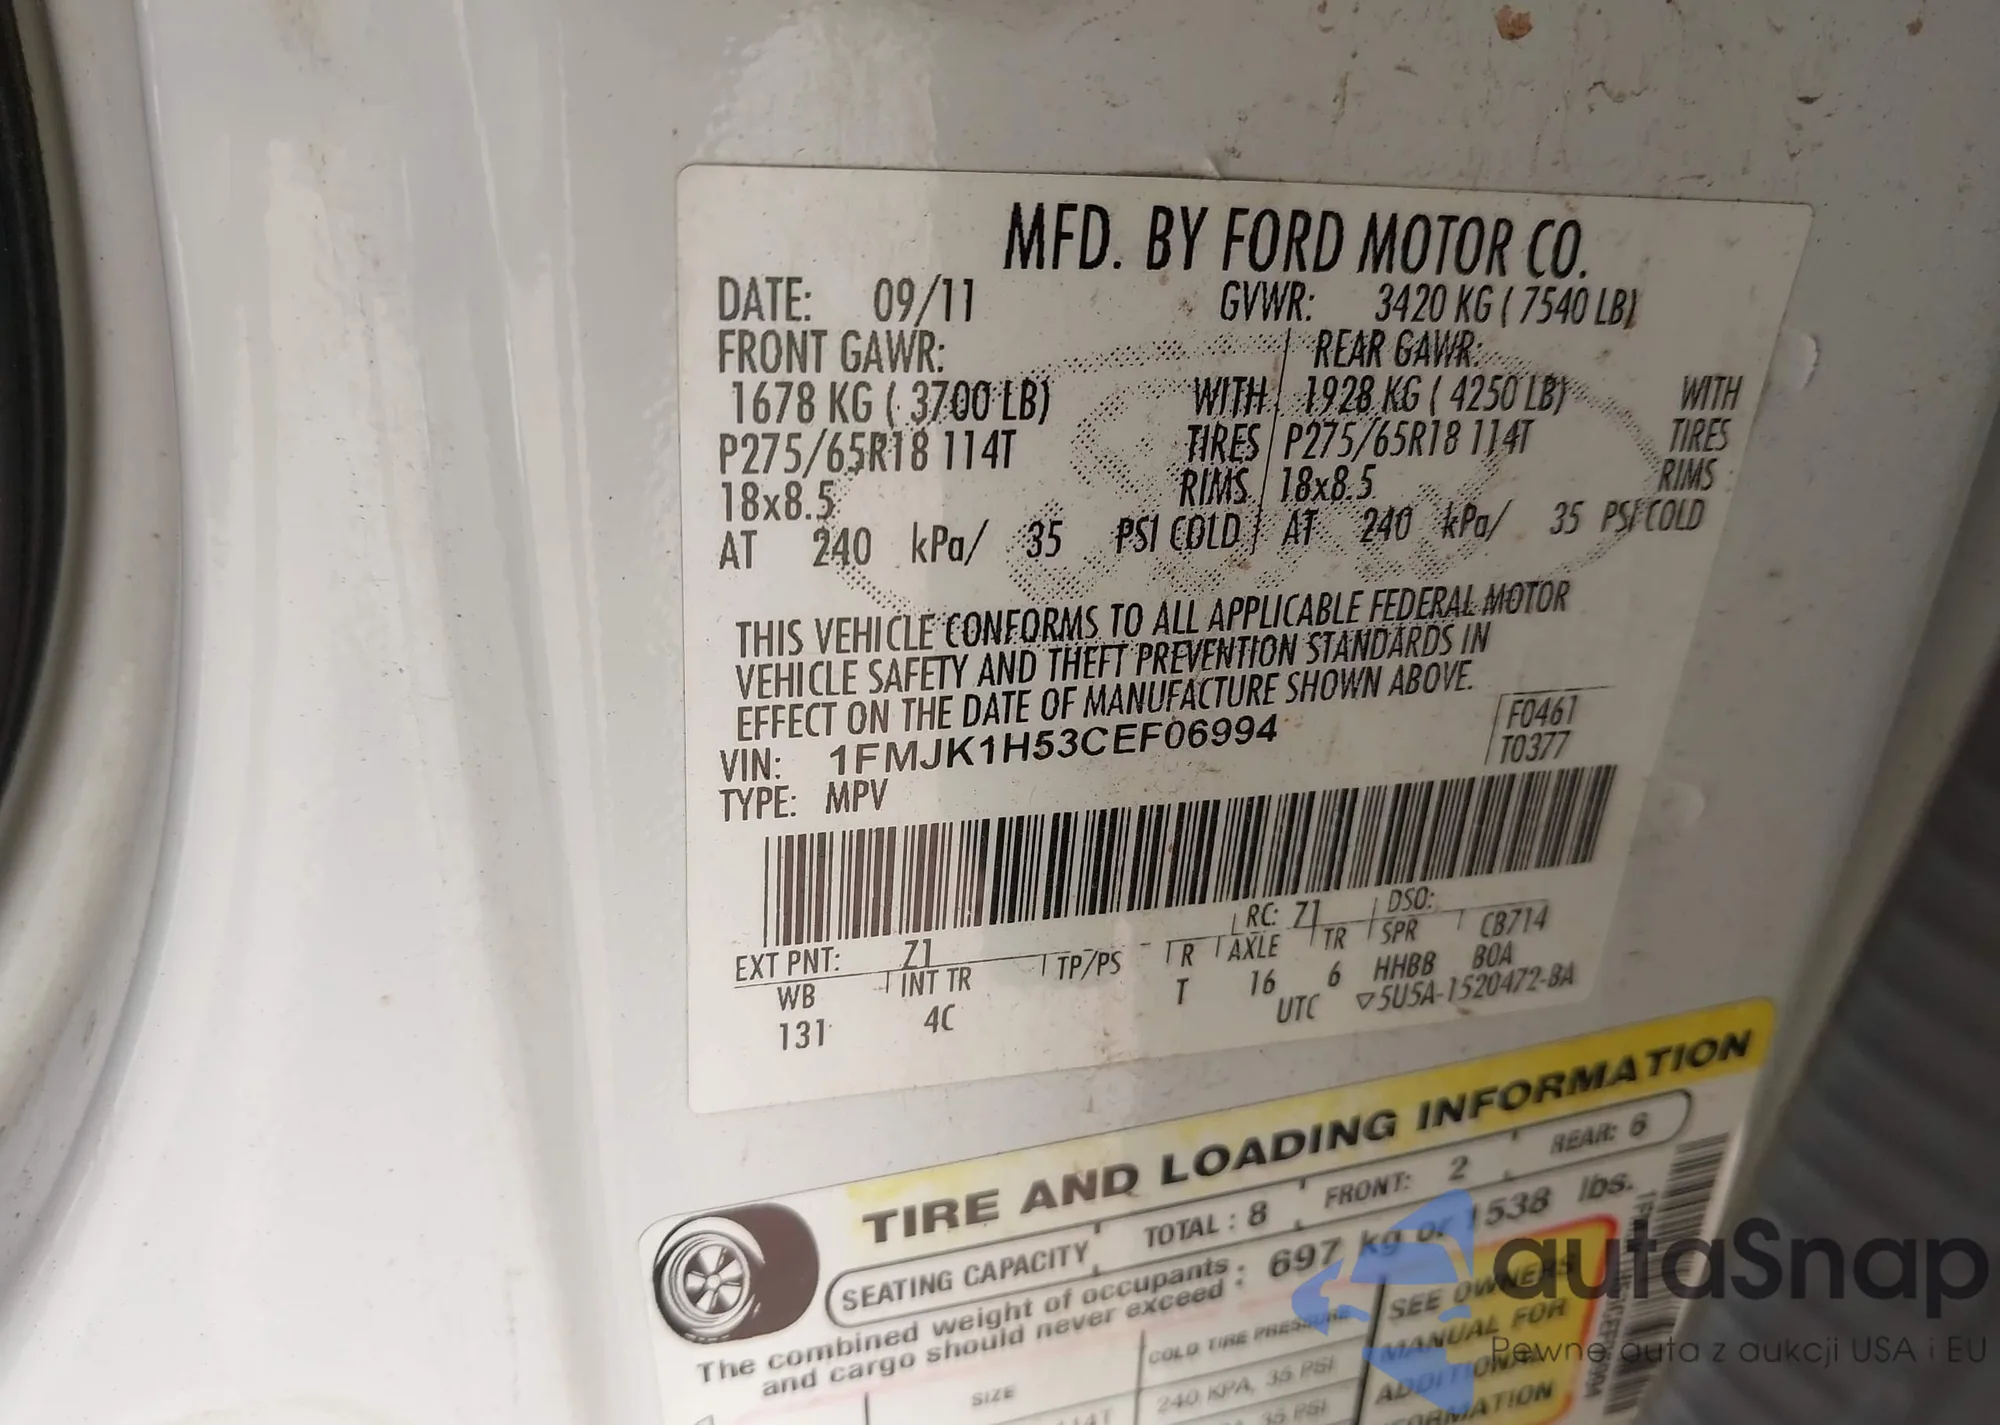 MFD. BY FORD MOTOR CO.
DATE: 09/11 GVWR: 3420 KG ( 7540 LB)
FRONT GAWR: REAR GAWR:
1678 KG ( 3700 LB) WITH 1928 KG ( 4250 LB) WITH
P275/65R18 114T TIRES P275/65R18 114T TIRES
18x8.5 RIMS 18x8.5 RIMS
AT 240 kPa/ 35 PSI COLD AT 240 kPa/ 35 PSI COLD
THIS VEHICLE CONFORMS TO ALL APPLICABLE FEDERAL MOTOR
VEHICLE SAFETY AND THEFT PREVENTION STANDARDS IN
EFFECT ON THE DATE OF MANUFACTURE SHOWN ABOVE.
VIN: 1FMJK1H53CEF06994
F0461
T0377
TYPE: MPV
EXT PNT: Z1 RC: Z1 DSO:
WB INT TR TP/PS R AXLE TR SPR CB714
131 4C T 16 6 HHBB BOA
UTC ▽5U5A-1520472-BA
TIRE AND LOADING INFORMATION
SEATING CAPACITY TOTAL : 8 FRONT: 2 REAR: 6
The combined weight of occupants and cargo should never exceed : 697 kg or 1538 lbs.
SIZE COLD TIRE PRESSURE
240 KPA, 35 PSI
35 PSI
SEE OWNERS
MANUAL FOR
ADDITIONAL
INFORMATION
autaSnap
Pewne auta z aukcji USA i EU